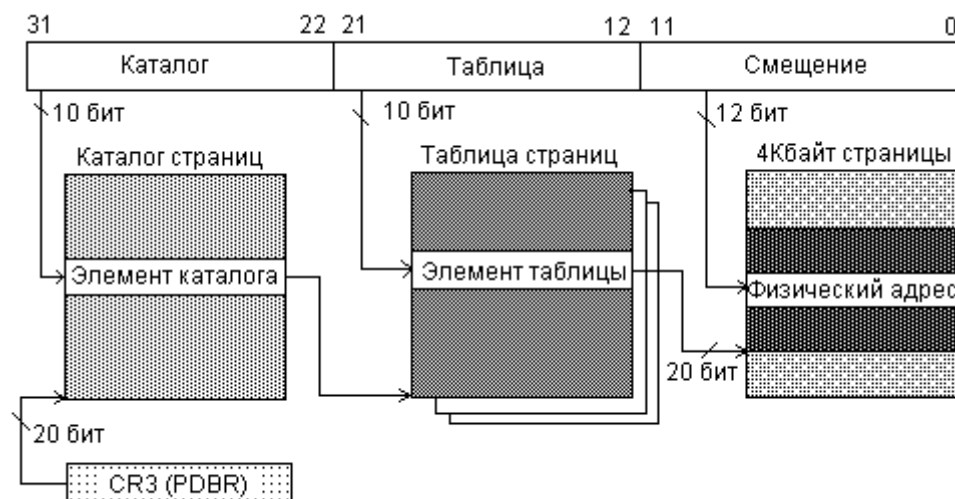 31 22 21 12 11 0
Каталог Таблица Смещение
10 бит 10 бит 12 бит
Каталог страниц Таблица страниц 4Кбайт страницы
Элемент каталога Элемент таблицы Физический адрес
20 бит
20 бит
CR3 (PDBR)